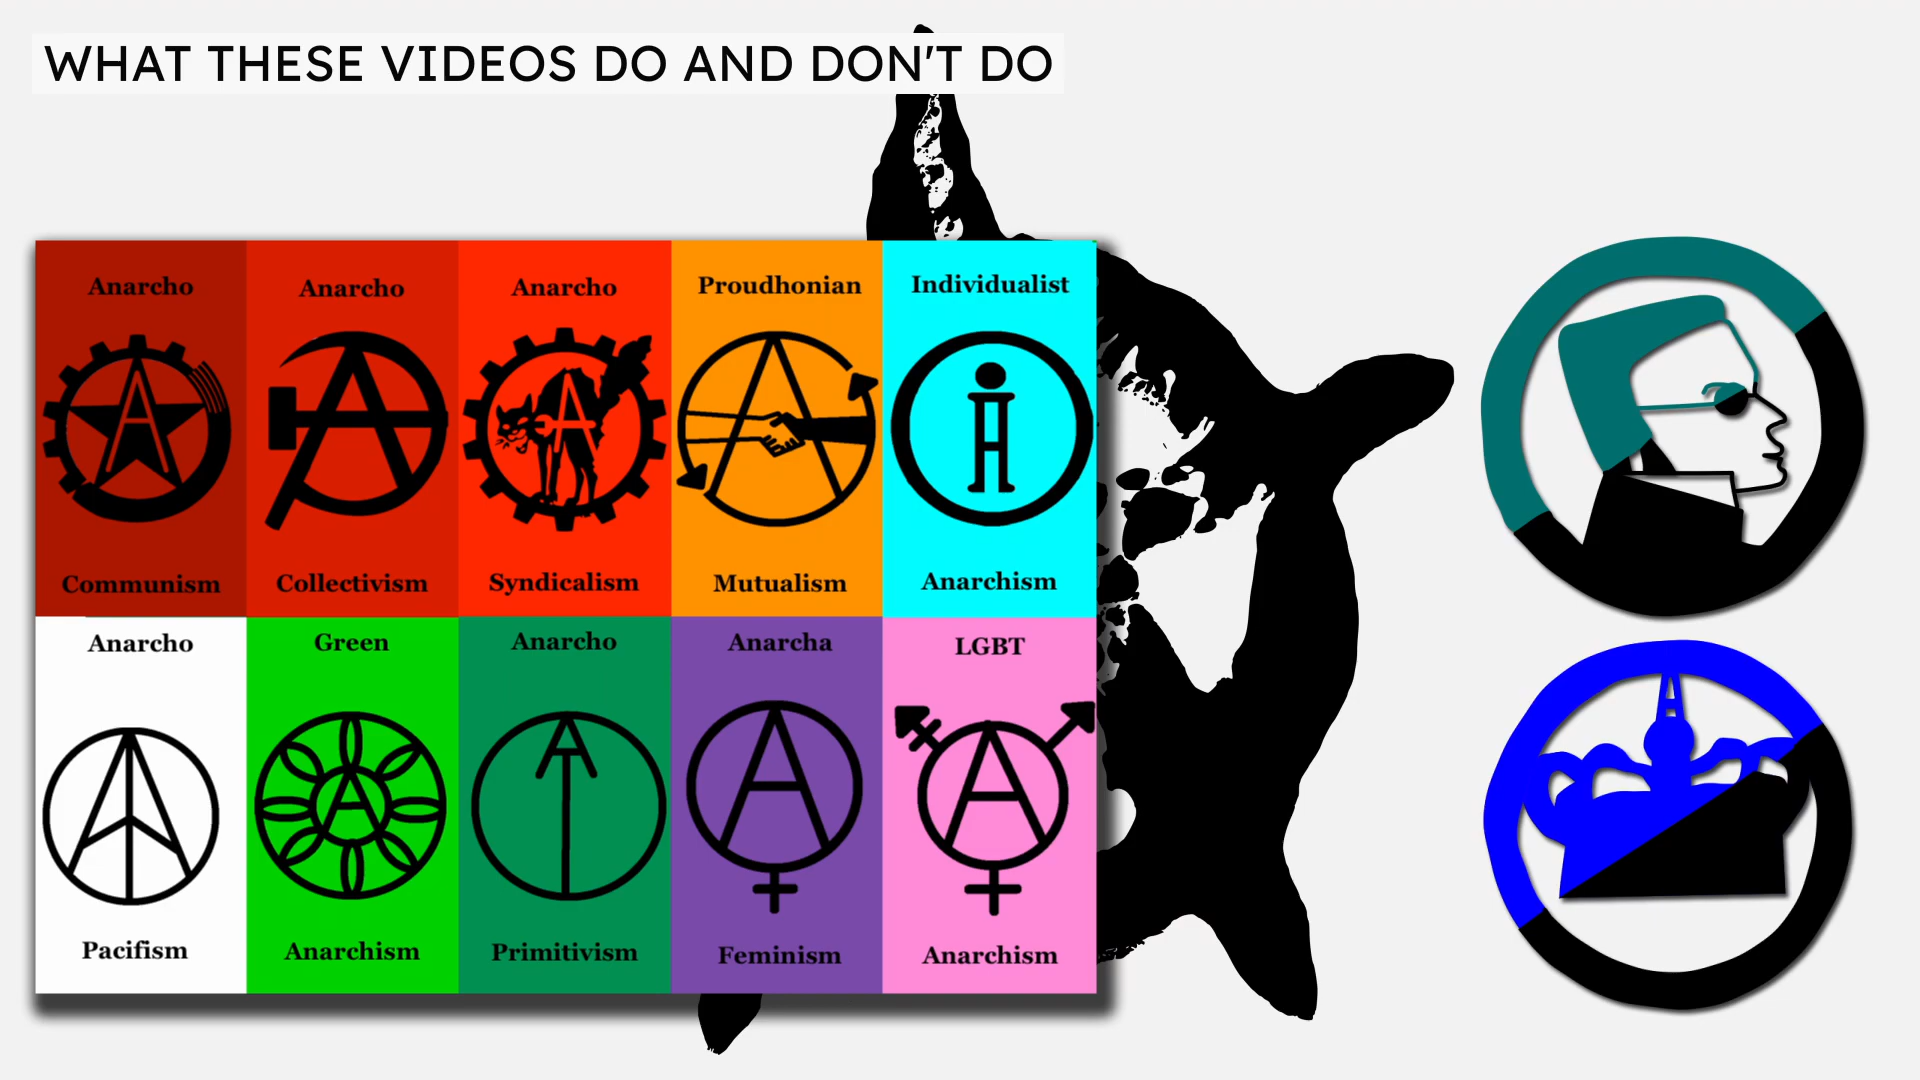 WHAT THESE VIDEOS DO AND DON'T DO
Anarcho
Communism
Anarcho
Collectivism
Anarcho
Syndicalism
Proudhonian
Mutualism
Individualist
Anarchism
Anarcho
Pacifism
Green
Anarchism
Anarcho
Primitivism
Anarcha
Feminism
LGBT
Anarchism